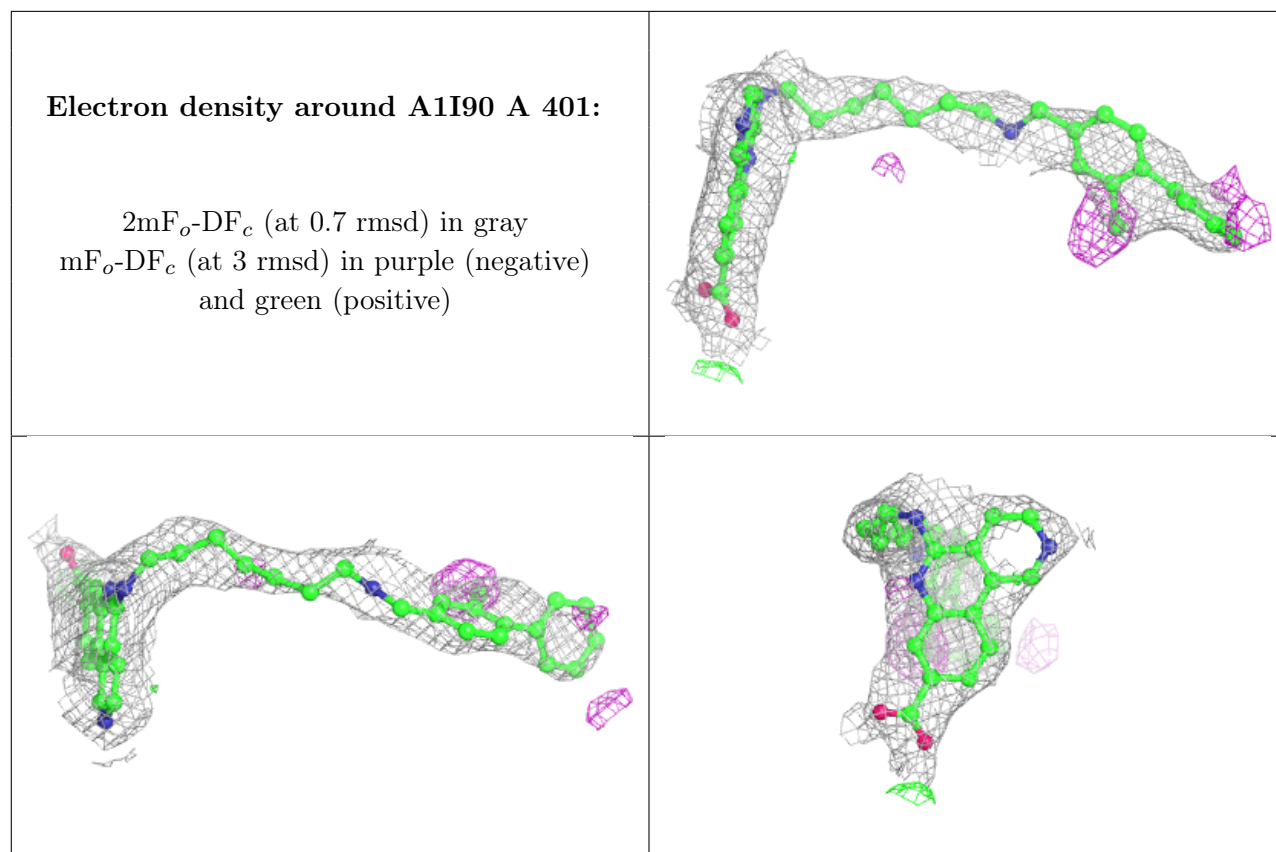 Electron density around A1I90 A 401:
2mFo-DFc (at 0.7 rmsd) in gray
mFo-DFc (at 3 rmsd) in purple (negative)
and green (positive)